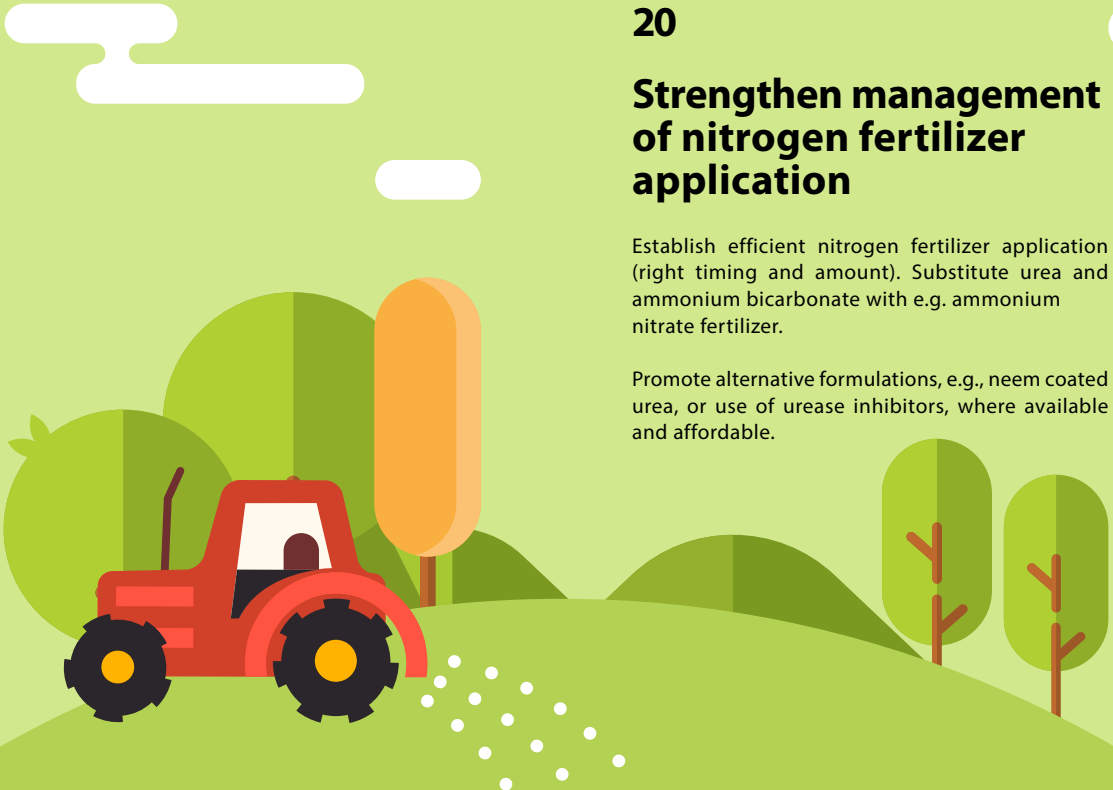 20
Strengthen management
of nitrogen fertilizer
application
Establish efficient nitrogen fertilizer application
(right timing and amount). Substitute urea and
ammonium bicarbonate with e.g. ammonium
nitrate fertilizer.
Promote alternative formulations, e.g., neem coated
urea, or use of urease inhibitors, where available
and affordable.